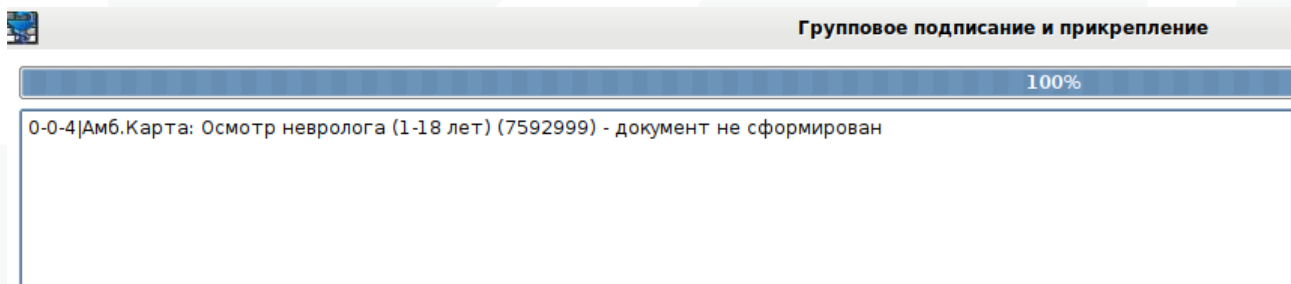 Групповое подписание и прикрепление
100%
0-0-4|Амб.Карта: Осмотр невролога (1-18 лет) (7592999) - документ не сформирован